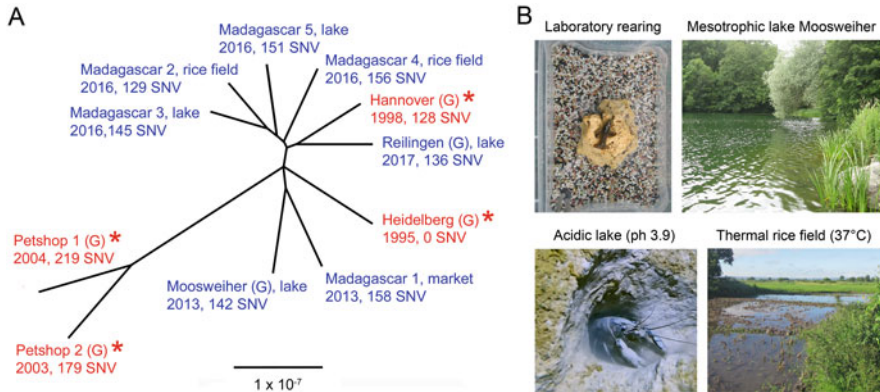 A
Madagascar 5, lake
2016, 151 SNV
Madagascar 2, rice field
2016, 129 SNV
Madagascar 4, rice field
2016, 156 SNV
Madagascar 3, lake
2016,145 SNV
Hannover (G) *
1998, 128 SNV
Reilingen (G), lake
2017, 136 SNV
Heidelberg (G) *
1995, 0 SNV
Petshop 1 (G) *
2004, 219 SNV
Moosweiher (G), lake
2013, 142 SNV
Madagascar 1, market
2013, 158 SNV
Petshop 2 (G) *
2003, 179 SNV
1 x 10⁻⁷
B
Laboratory rearing
Mesotrophic lake Moosweiher
Acidic lake (ph 3.9)
Thermal rice field (37°C)